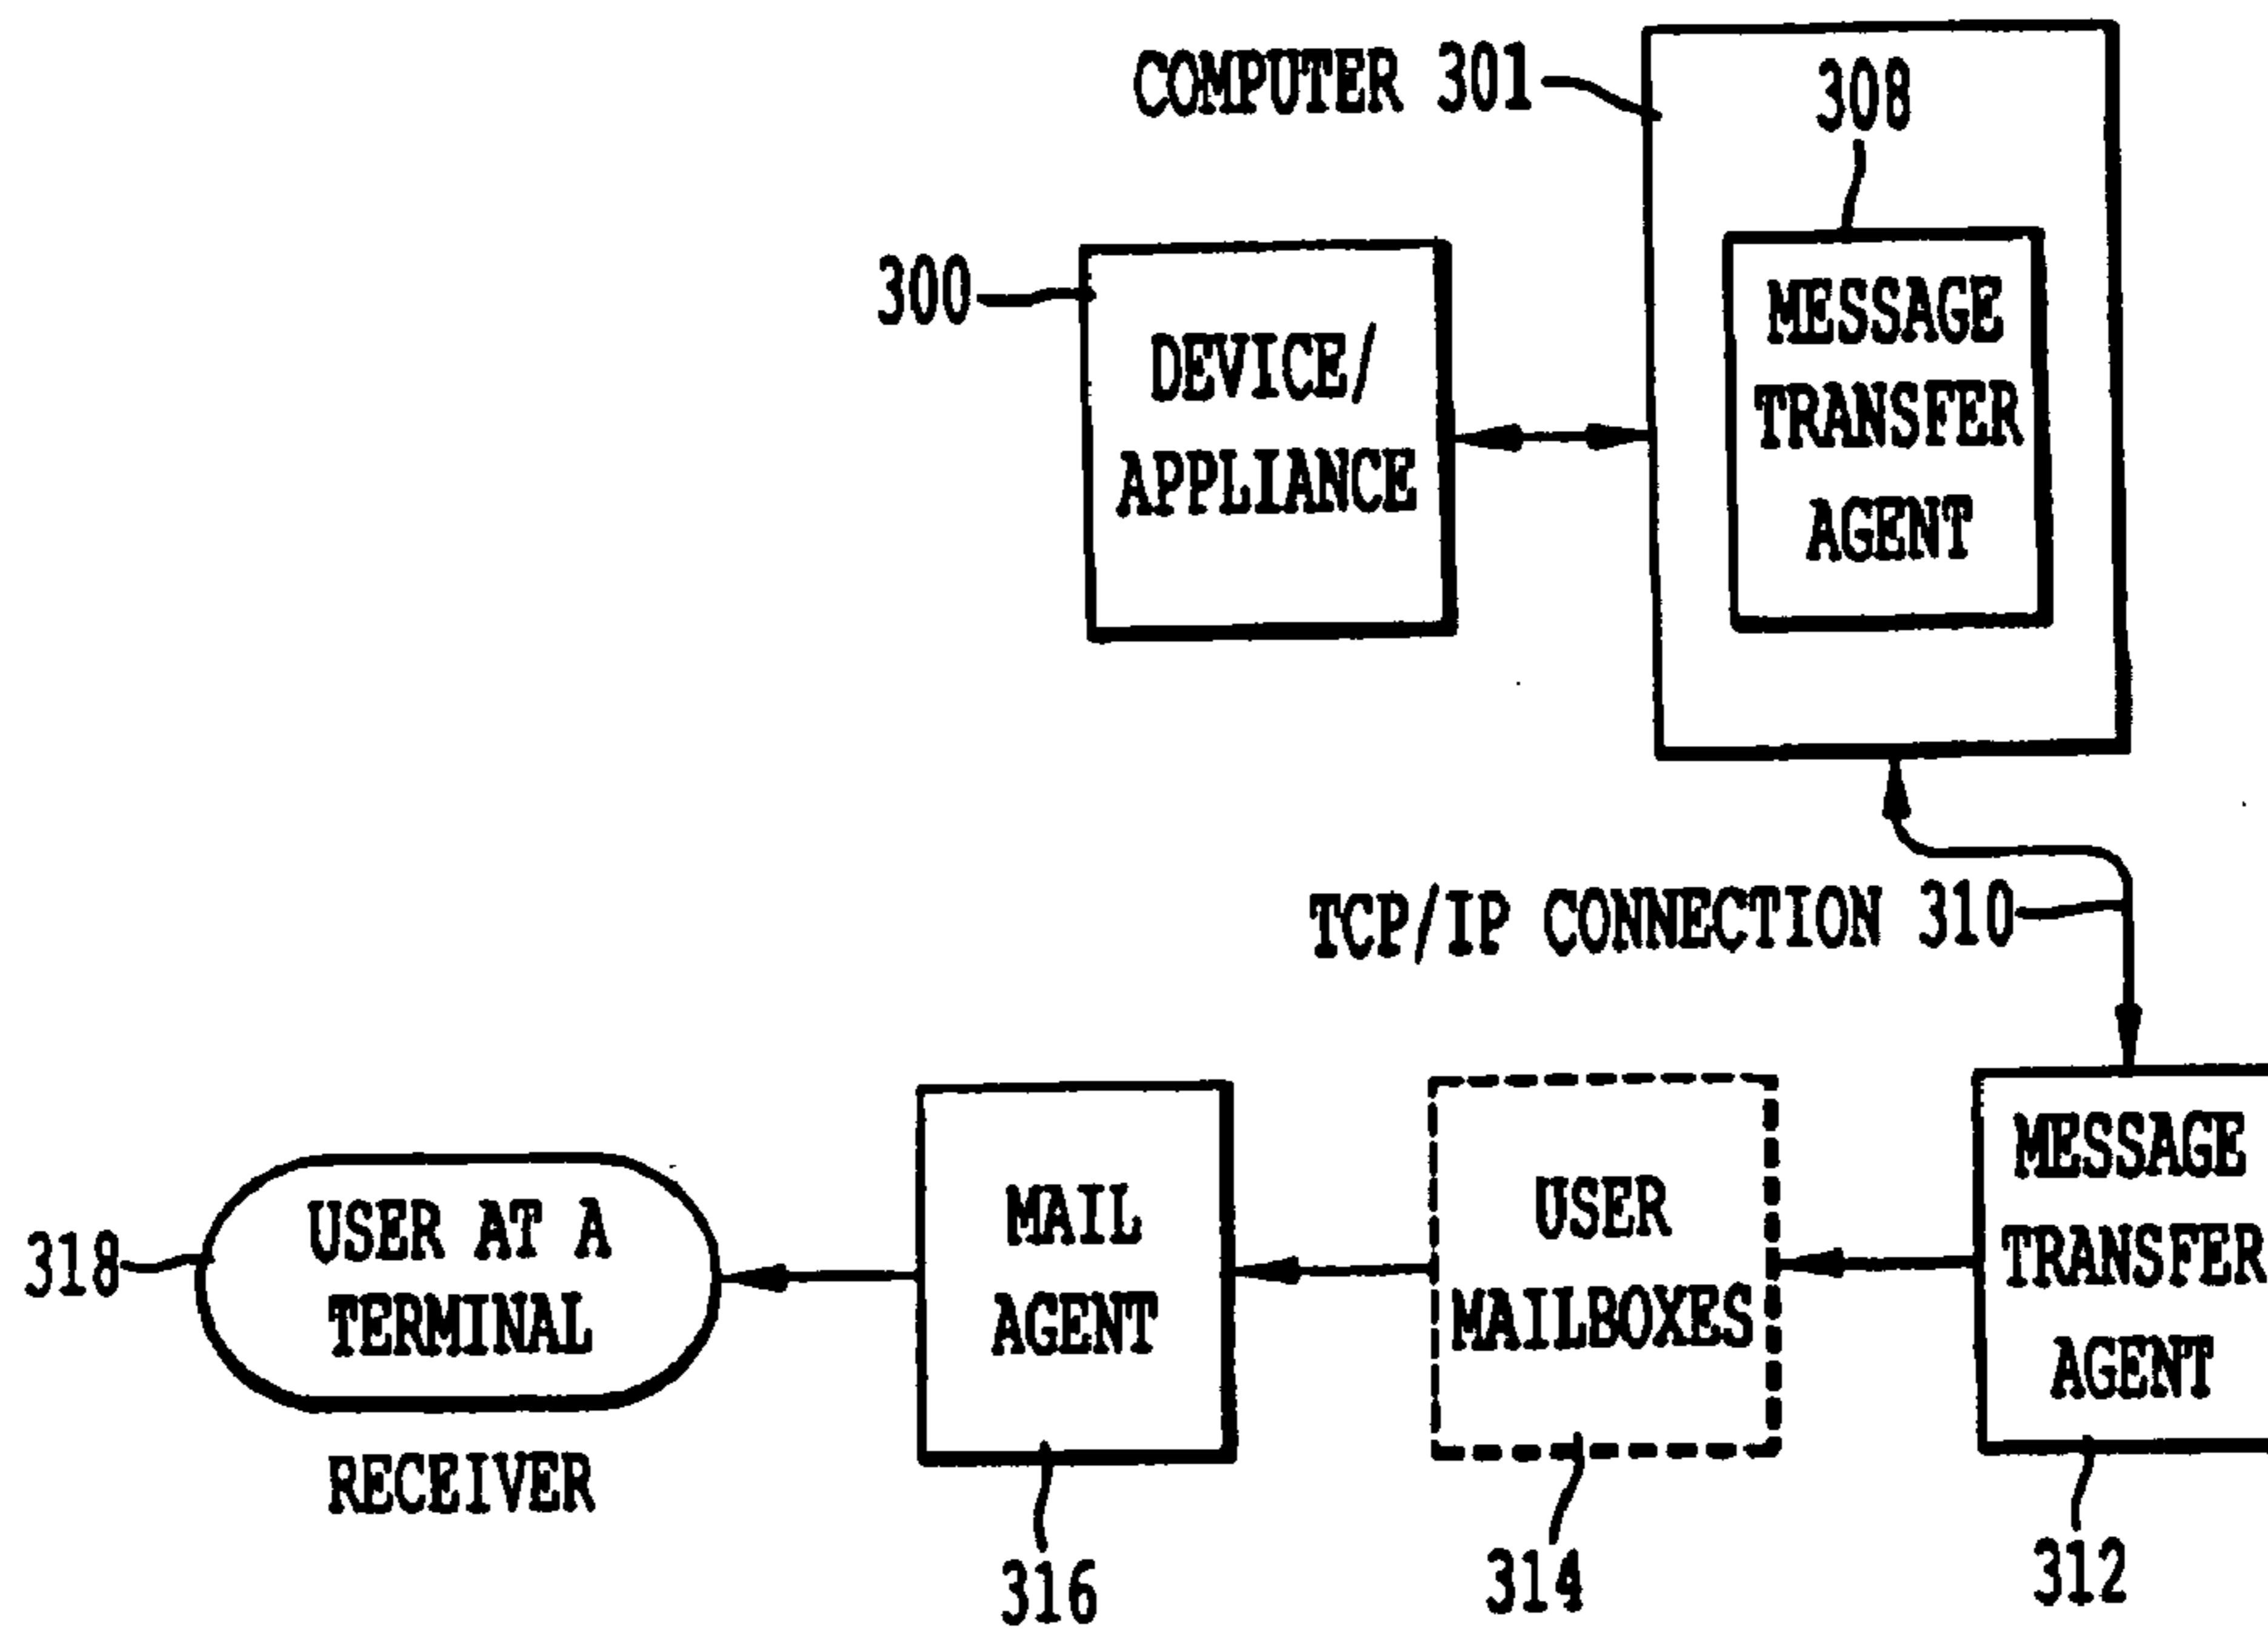 COMPUTER 301
308
300
DEVICE/
APPLIANCE
MESSAGE
TRANSFER
AGENT
TCP/IP CONNECTION 310
318
USER AT A
TERMINAL
RECEIVER
MAIL
AGENT
316
USER
MAILBOXES
314
MESSAGE
TRANSFER
AGENT
312